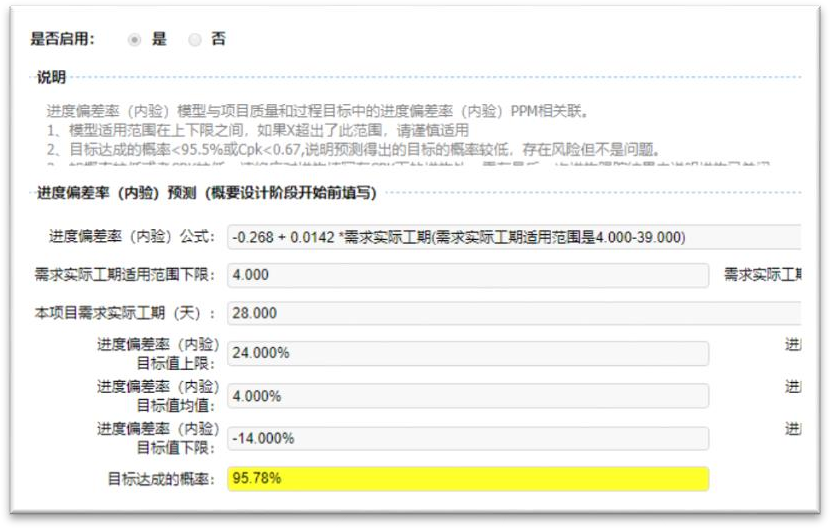 是否启用： 是 否
说明
进度偏差率（内验）模型与项目质量和过程目标中的进度偏差率（内验）PPM相关联。
1、模型适用范围在上下限之间，如果X超出了此范围，请谨慎适用
2、目标达成的概率<95.5%或Cpk<0.67,说明预测得出的目标的概率较低，存在风险但不是问题。
进度偏差率（内验）预测（概要设计阶段开始前填写）
进度偏差率（内验）公式： -0.268 + 0.0142 *需求实际工期(需求实际工期适用范围是4.000-39.000)
需求实际工期适用范围下限： 4.000 需求实际工期
本项目需求实际工期（天）： 28.000
进度偏差率（内验）
目标值上限： 24.000% 进
进度偏差率（内验）
目标值均值： 4.000% 进
进度偏差率（内验）
目标值下限： -14.000% 进
目标达成的概率： 95.78%